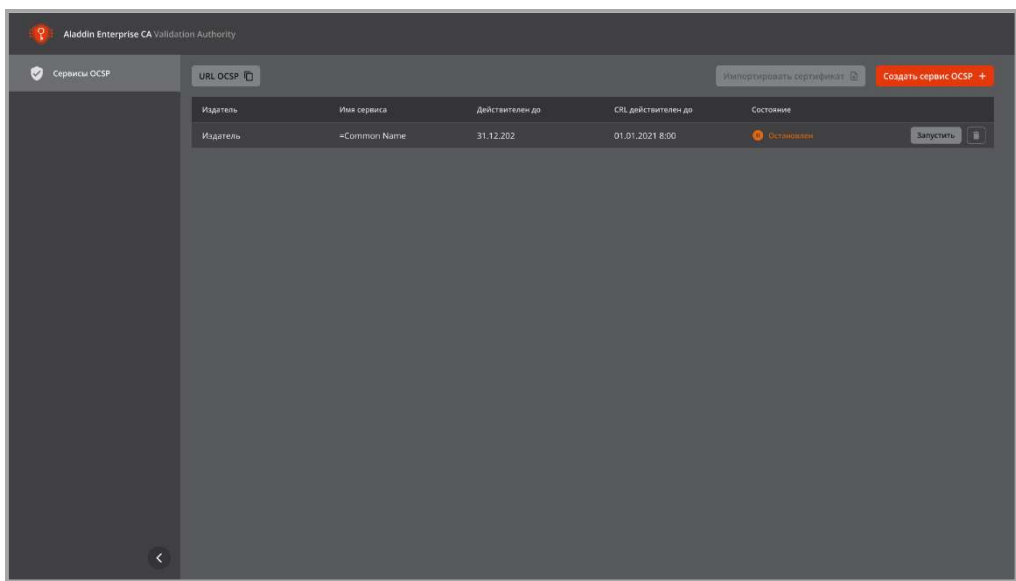 Aladdin Enterprise CA Validation Authority
Сервисы OCSP
URL OCSP
Импортировать сертификат
Создать сервис OCSP +
Издатель Имя сервиса Действителен до CRL действителен до Состояние
Издатель =Common Name 31.12.202 01.01.2021 8:00 Остановлен Запустить